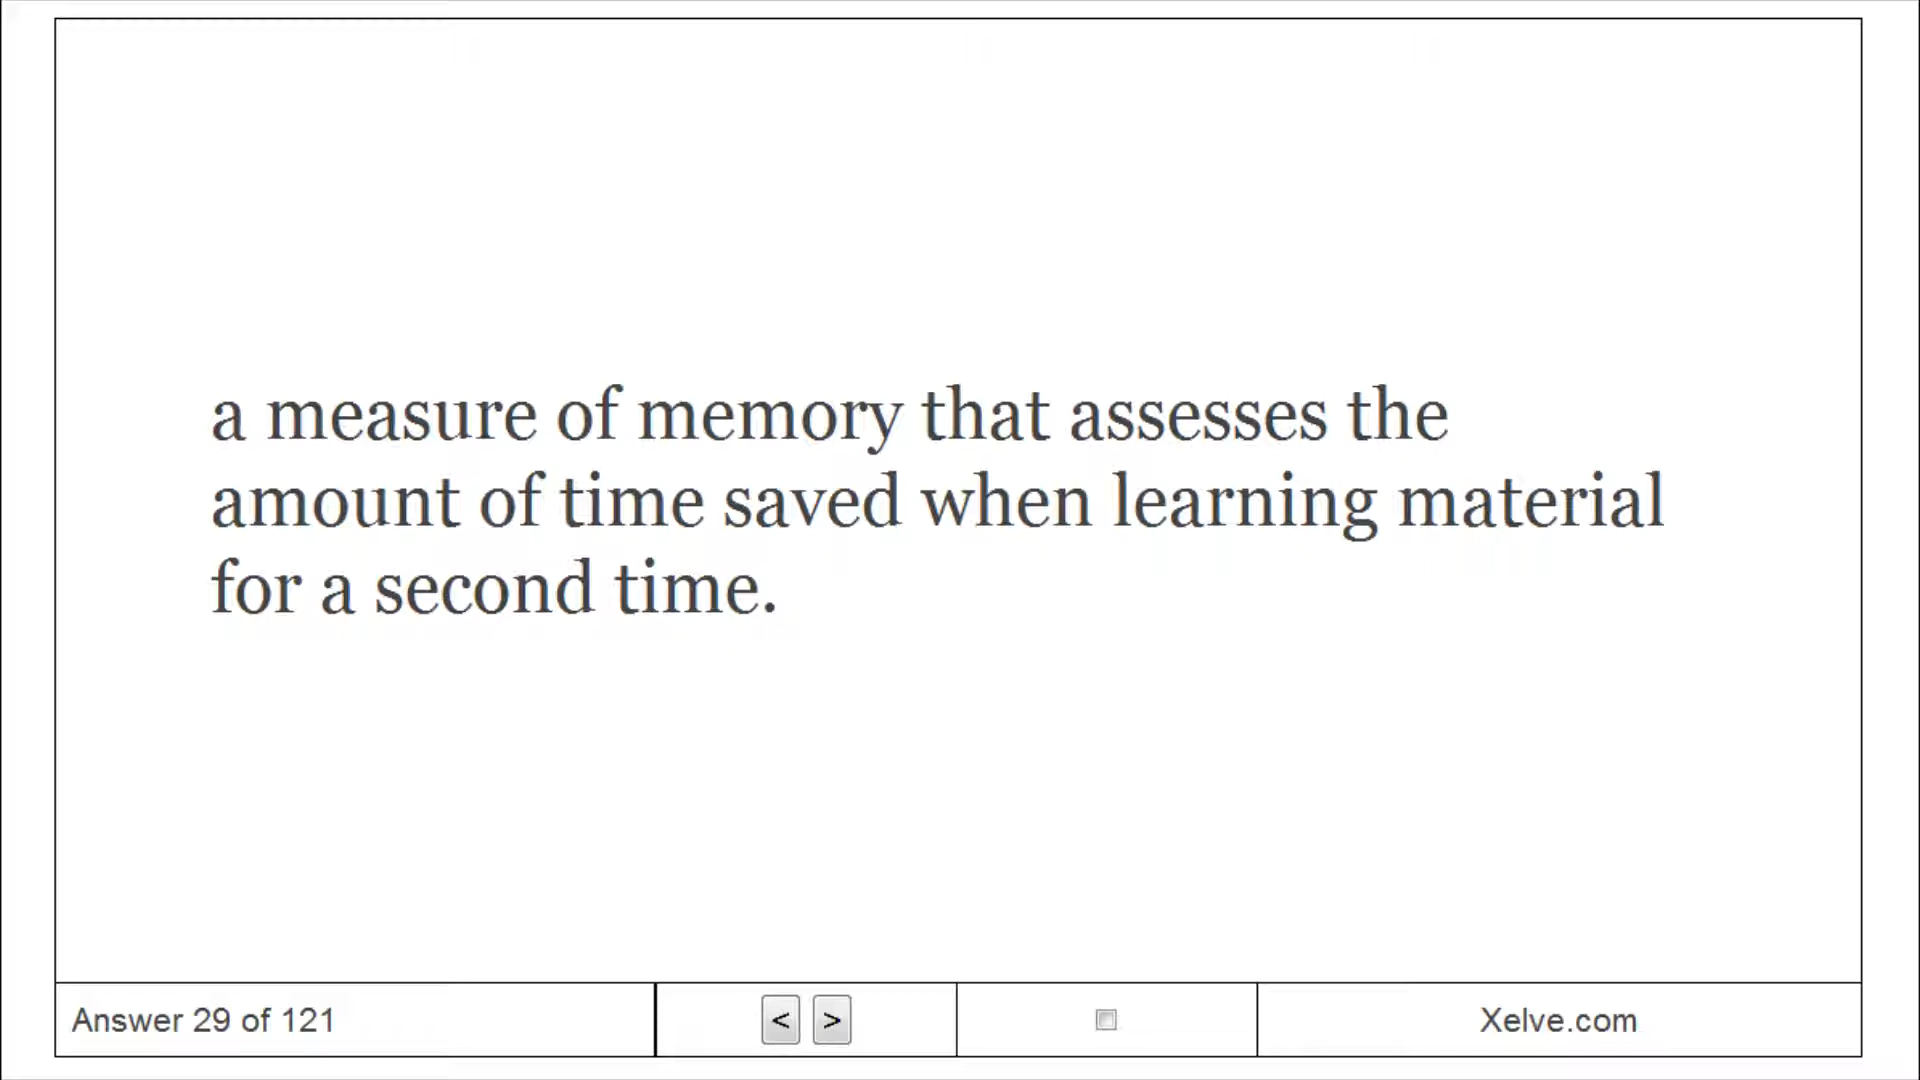 a measure of memory that assesses the
amount of time saved when learning material
for a second time.
Answer 29 of 121
< >
Xelve.com